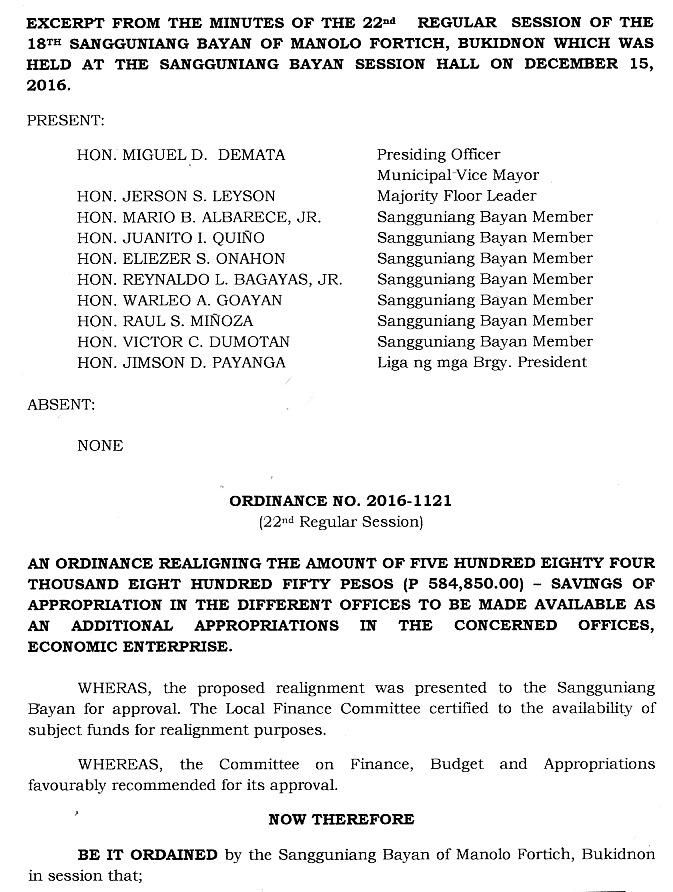 EXCERPT FROM THE MINUTES OF THE 22nd REGULAR SESSION OF THE
18TH SANGGUNIANG BAYAN OF MANOLO FORTICH, BUKIDNON WHICH WAS
HELD AT THE SANGGUNIANG BAYAN SESSION HALL ON DECEMBER 15,
2016.
PRESENT:
HON. MIGUEL D. DEMATA Presiding Officer
Municipal Vice Mayor
HON. JERSON S. LEYSON Majority Floor Leader
HON. MARIO B. ALBARECE, JR. Sangguniang Bayan Member
HON. JUANITO I. QUIÑO Sangguniang Bayan Member
HON. ELIEZER S. ONAHON Sangguniang Bayan Member
HON. REYNALDO L. BAGAYAS, JR. Sangguniang Bayan Member
HON. WARLEO A. GOAYAN Sangguniang Bayan Member
HON. RAUL S. MIÑOZA Sangguniang Bayan Member
HON. VICTOR C. DUMOTAN Sangguniang Bayan Member
HON. JIMSON D. PAYANGA Liga ng mga Brgy. President
ABSENT:
NONE
ORDINANCE NO. 2016-1121
(22nd Regular Session)
AN ORDINANCE REALIGNING THE AMOUNT OF FIVE HUNDRED EIGHTY FOUR
THOUSAND EIGHT HUNDRED FIFTY PESOS (P 584,850.00) – SAVINGS OF
APPROPRIATION IN THE DIFFERENT OFFICES TO BE MADE AVAILABLE AS
AN ADDITIONAL APPROPRIATIONS IN THE CONCERNED OFFICES,
ECONOMIC ENTERPRISE.
WHERAS, the proposed realignment was presented to the Sangguniang
Bayan for approval. The Local Finance Committee certified to the availability of
subject funds for realignment purposes.
WHEREAS, the Committee on Finance, Budget and Appropriations
favourably recommended for its approval.
NOW THEREFORE
BE IT ORDAINED by the Sangguniang Bayan of Manolo Fortich, Bukidnon
in session that;